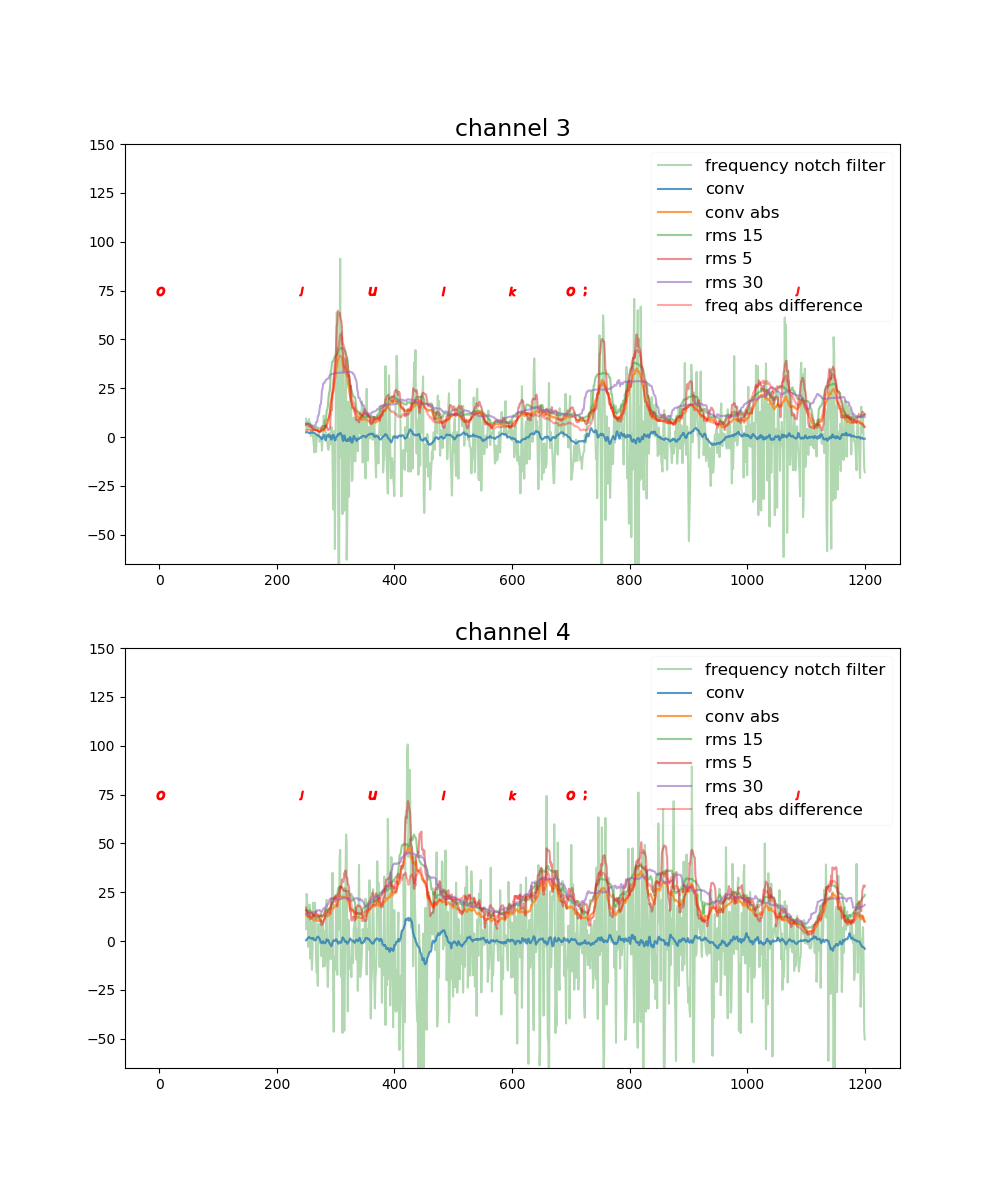 channel 3
150
125
100
75
50
25
0
−25
−50
frequency notch filter
conv
conv abs
rms 15
rms 5
rms 30
freq abs difference
o j u l k o ; j
0 200 400 600 800 1000 1200
channel 4
150
125
100
75
50
25
0
−25
−50
frequency notch filter
conv
conv abs
rms 15
rms 5
rms 30
freq abs difference
o j u l k o ; j
0 200 400 600 800 1000 1200